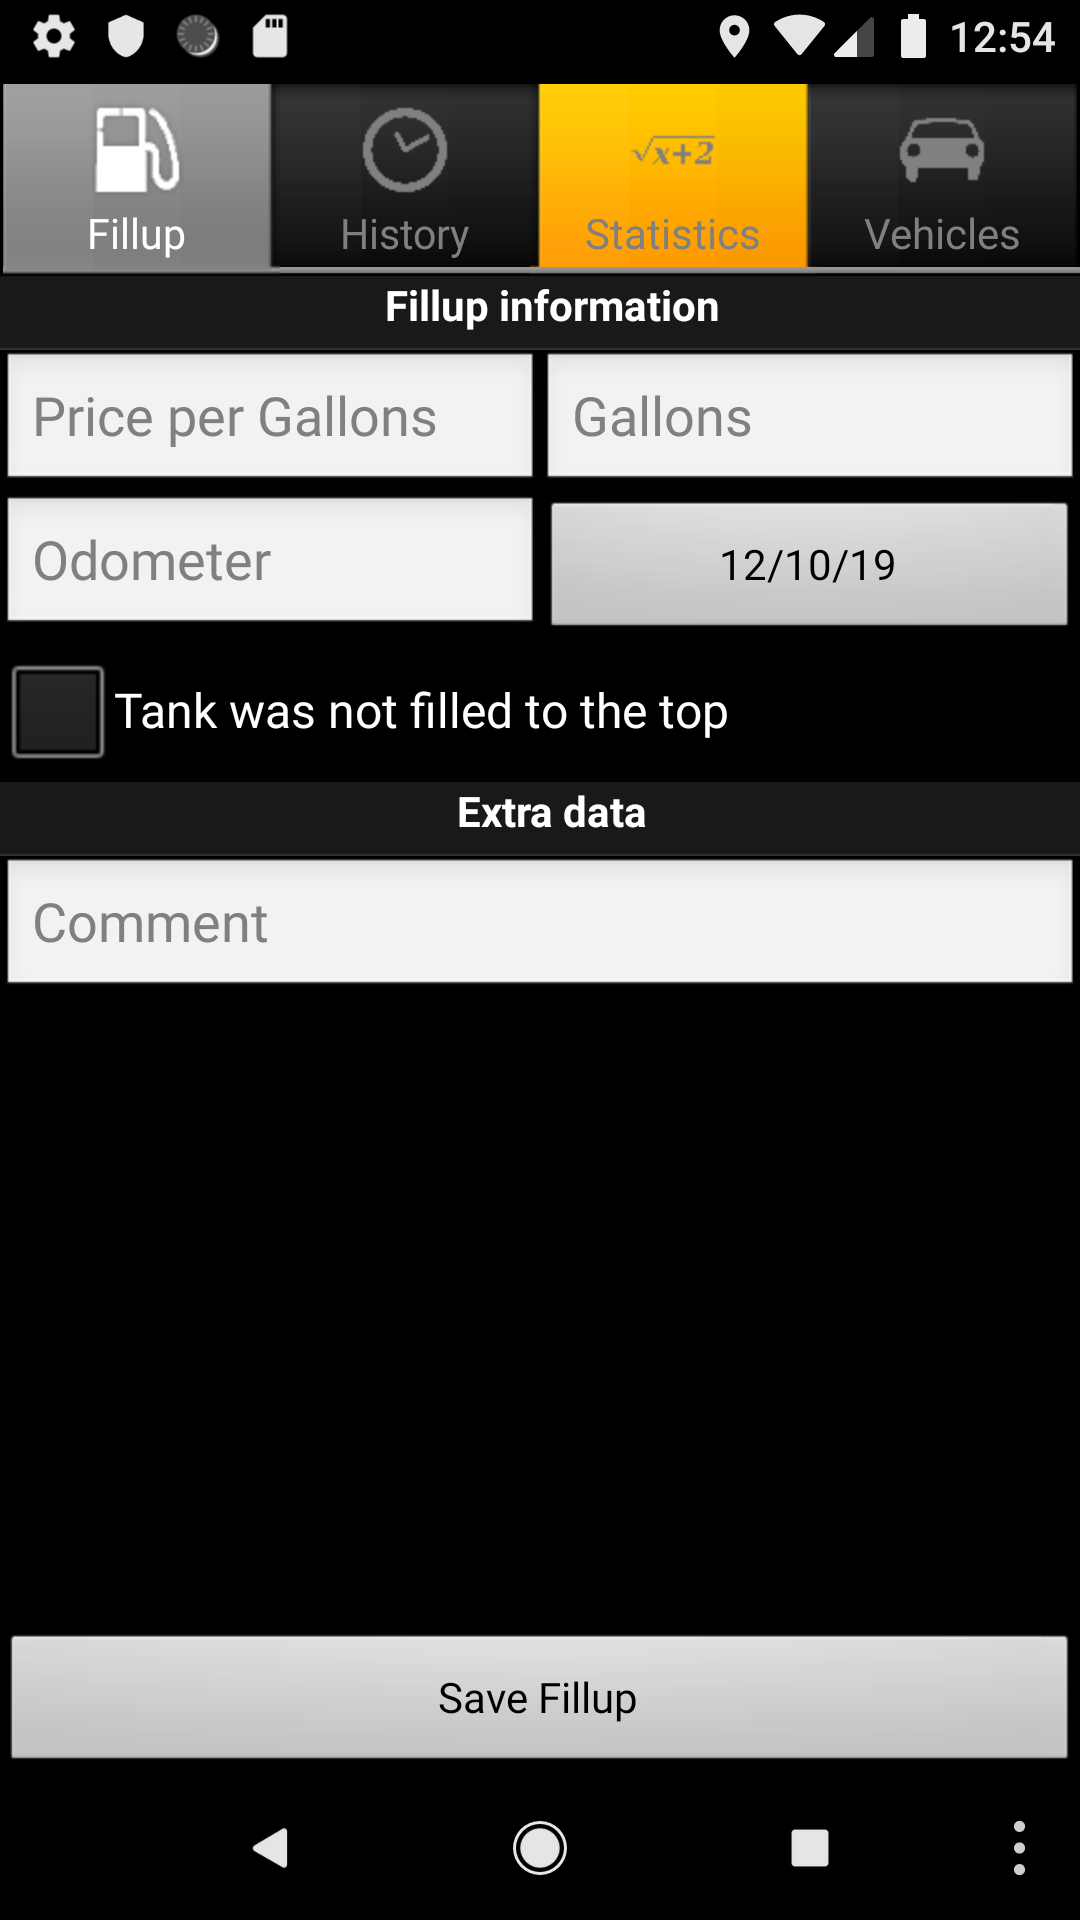 12:54
Fillup
History
√x+2
Statistics
Vehicles
Fillup information
Price per Gallons
Gallons
Odometer
12/10/19
Tank was not filled to the top
Extra data
Comment
Save Fillup